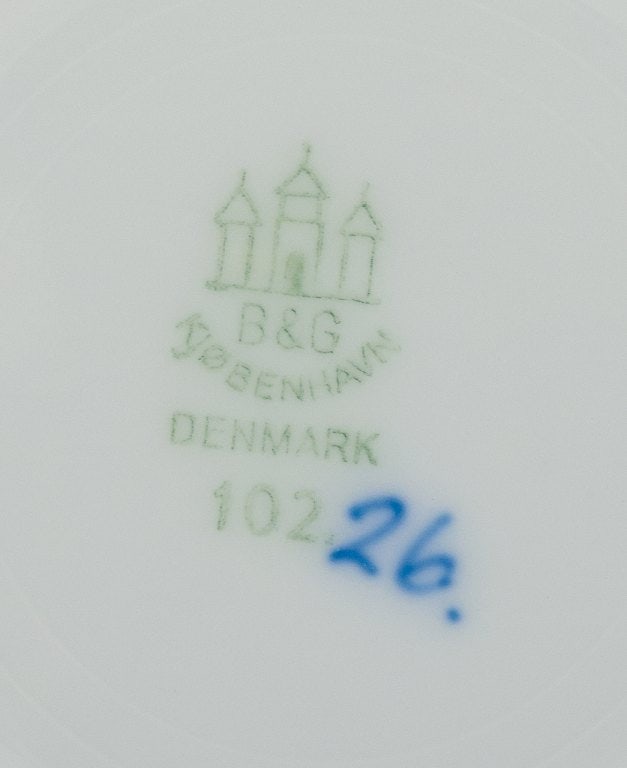 B&G
KJØBENHAVN
DENMARK
102.
26.